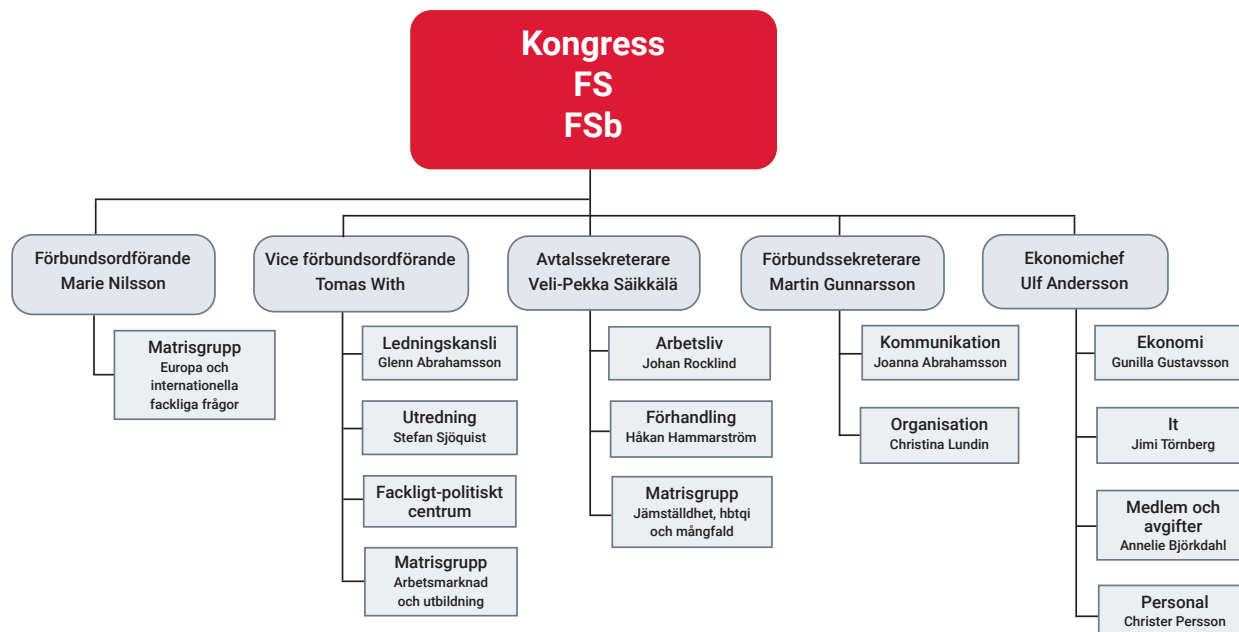 Kongress
FS
FSb
Förbundsordförande
Marie Nilsson
Matrisgrupp
Europa och
internationella
fackliga frågor
Vice förbundsordförande
Tomas With
Ledningskansli
Glenn Abrahamsson
Utredning
Stefan Sjöquist
Fackligt-politiskt
centrum
Matrisgrupp
Arbetsmarknad
och utbildning
Avtalssekreterare
Veli-Pekka Säikkälä
Arbetsliv
Johan Rocklind
Förhandling
Håkan Hammarström
Matrisgrupp
Jämställdhet, hbtqi
och mångfald
Förbundssekreterare
Martin Gunnarsson
Kommunikation
Joanna Abrahamsson
Organisation
Christina Lundin
Ekonomichef
Ulf Andersson
Ekonomi
Gunilla Gustavsson
It
Jimi Törnberg
Medlem och
avgifter
Annelie Björkdahl
Personal
Christer Persson